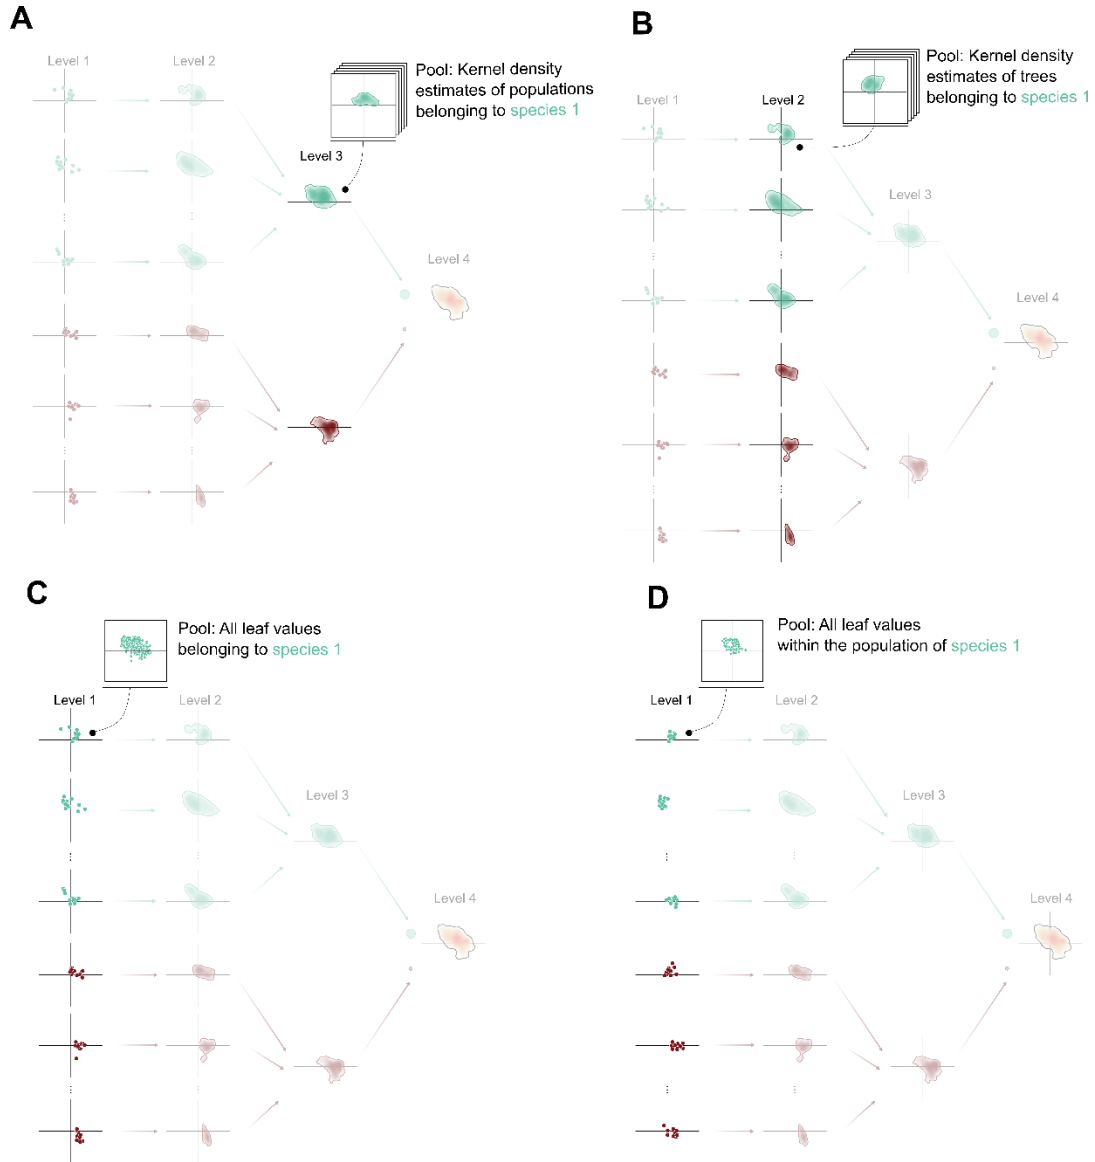 A
Level 1
Level 2
Pool: Kernel density
estimates of populations
belonging to species 1
Level 3
Level 4
B
Level 1
Level 2
Pool: Kernel density
estimates of trees
belonging to species 1
Level 3
Level 4
C
Pool: All leaf values
belonging to species 1
Level 1
Level 2
Level 3
Level 4
D
Pool: All leaf values
within the population of species 1
Level 1
Level 2
Level 3
Level 4